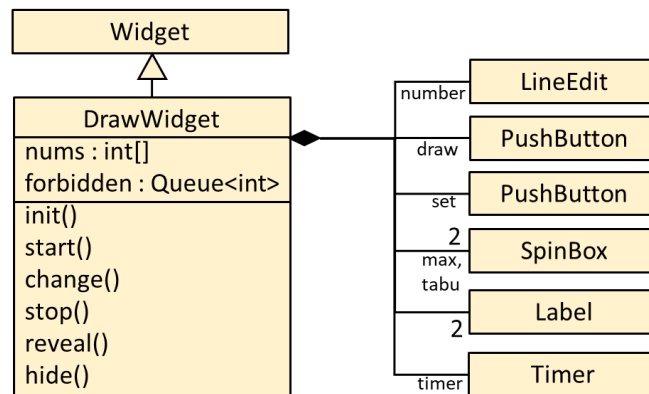 Widget
DrawWidget
nums : int[]
forbidden : Queue<int>
init()
start()
change()
stop()
reveal()
hide()
number
LineEdit
draw
PushButton
set
PushButton
2
max,
tabu
SpinBox
2
Label
timer
Timer